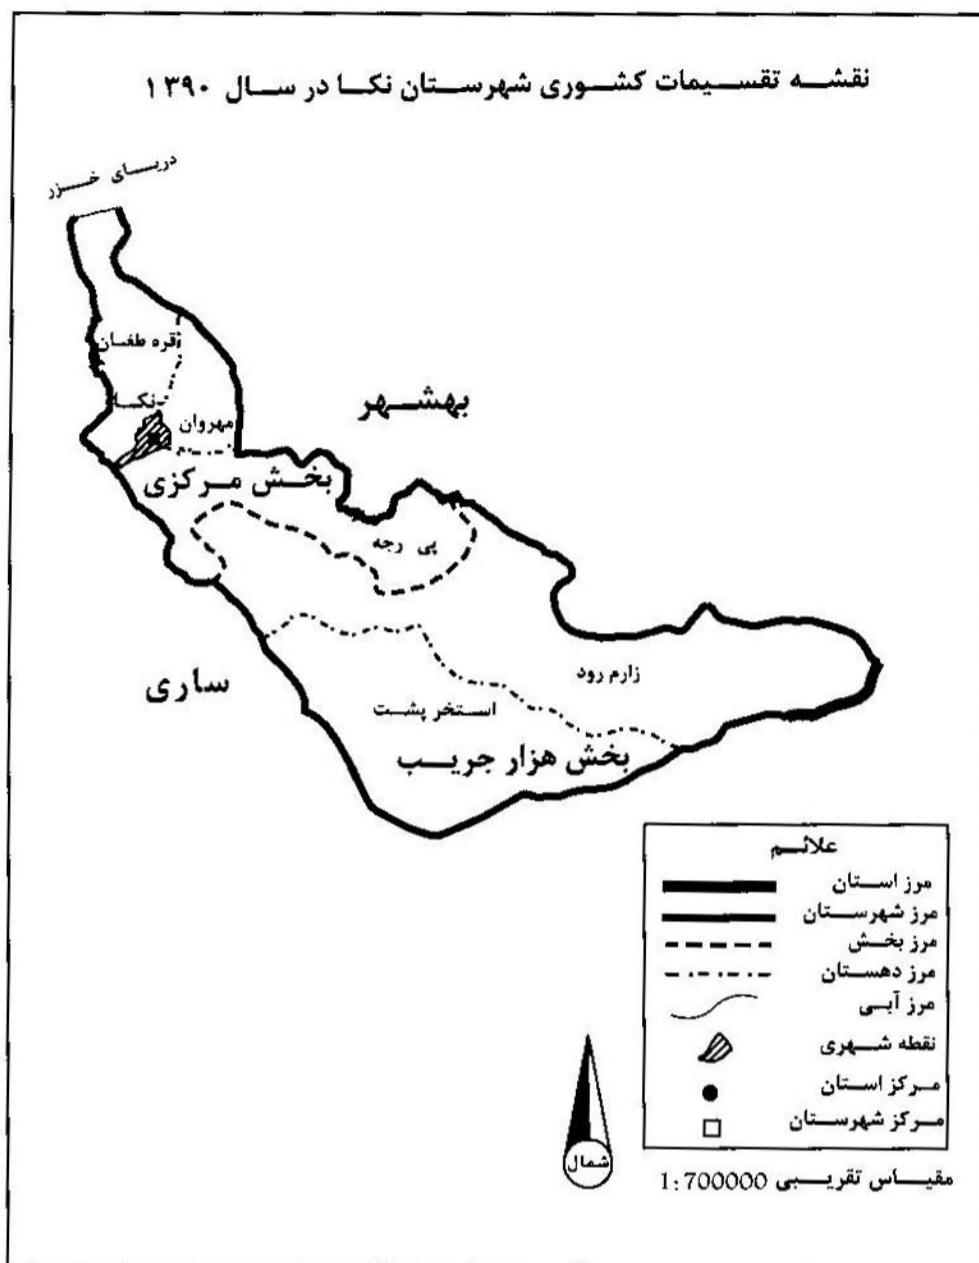 نقشه تقسیمات کشوری شهرستان نکا در سال ۱۳۹۰
دریای خزر
قره طغان
نکا
مهروان
بهشهر
بخش مرکزی
پی رجه
زارم رود
ساری
استخر پشت
بخش هزار جریب
علائم
مرز استان
مرز شهرستان
مرز بخش
مرز دهستان
مرز آبی
نقطه شهری
مرکز استان
مرکز شهرستان
شمال
مقیاس تقریبی 1:700000